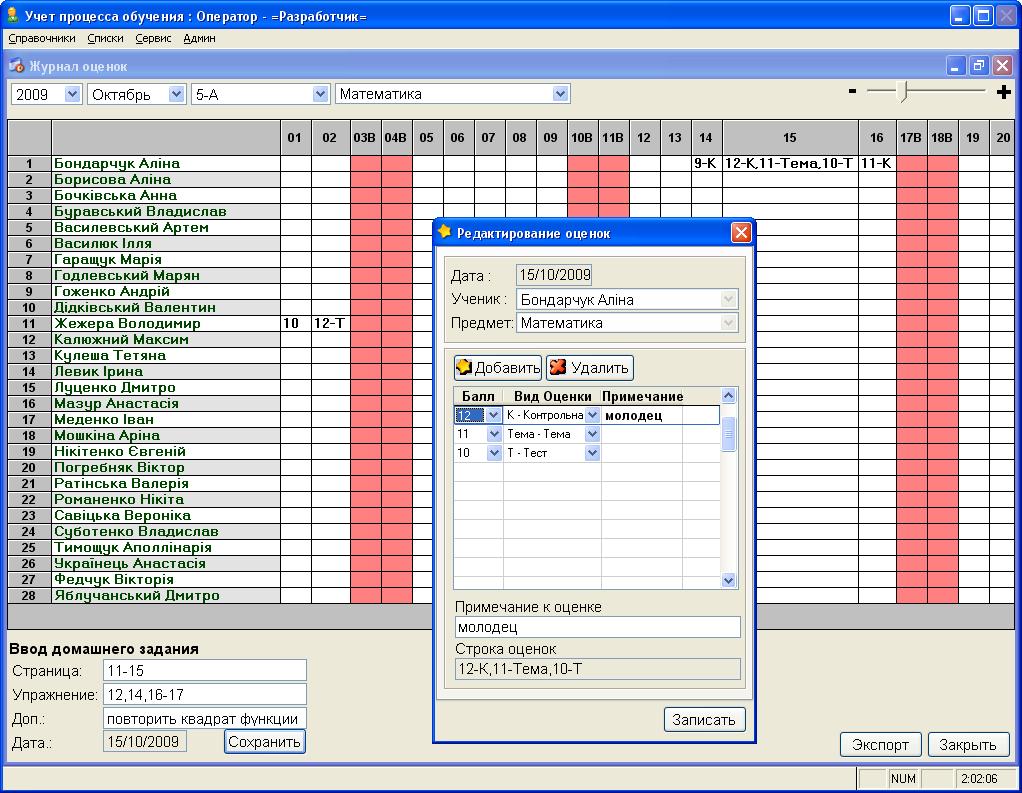 Учет процесса обучения : Оператор - =Разработчик=
Справочники Списки Сервис Админ
Журнал оценок
2009 Октябрь 5-А Математика - +
01 02 03В 04В 05 06 07 08 09 10В 11В 12 13 14 15 16 17В 18В 19 20
1 Бондарчук Аліна 9-К 12-К,11-Тема,10-Т 11-К
2 Борисова Аліна
3 Бочківська Анна
4 Буравський Владислав
5 Василевський Артем
6 Василюк Ілля
7 Гаращук Марія
8 Годлевський Марян
9 Гоженко Андрій
10 Дідківський Валентин
11 Жежера Володимир 10 12-Т
12 Калюжний Максим
13 Кулеша Тетяна
14 Левик Ірина
15 Луценко Дмитро
16 Мазур Анастасія
17 Меденко Іван
18 Мошкіна Аріна
19 Нікітенко Євгеній
20 Погребняк Віктор
21 Ратінська Валерія
22 Романенко Нікіта
23 Савіцька Вероніка
24 Суботенко Владислав
25 Тимощук Аполлінарія
26 Українець Анастасія
27 Федчук Вікторія
28 Яблучанський Дмитро
Редактирование оценок
Дата : 15/10/2009
Ученик : Бондарчук Аліна
Предмет: Математика
Добавить Удалить
Балл Вид Оценки Примечание
12 К - Контрольна молодец
11 Тема - Тема
10 Т - Тест
Примечание к оценке
молодец
Строка оценок
12-К,11-Тема,10-Т
Записать
Ввод домашнего задания
Страница: 11-15
Упражнение: 12,14,16-17
Доп.: повторить квадрат функции
Дата.: 15/10/2009 Сохранить
Экспорт Закрыть
NUM 2:02:06